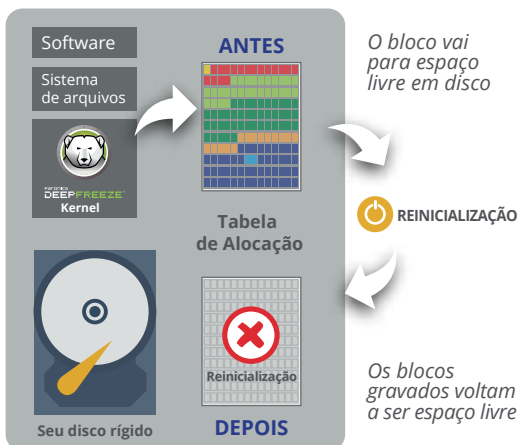 Software
Sistema
de arquivos
FARONICS
DEEPFREEZE™
Kernel
ANTES
O bloco vai
para espaço
livre em disco
Tabela
de Alocação
REINICIALIZAÇÃO
Reinicialização
DEPOIS
Seu disco rígido
Os blocos
gravados voltam
a ser espaço livre